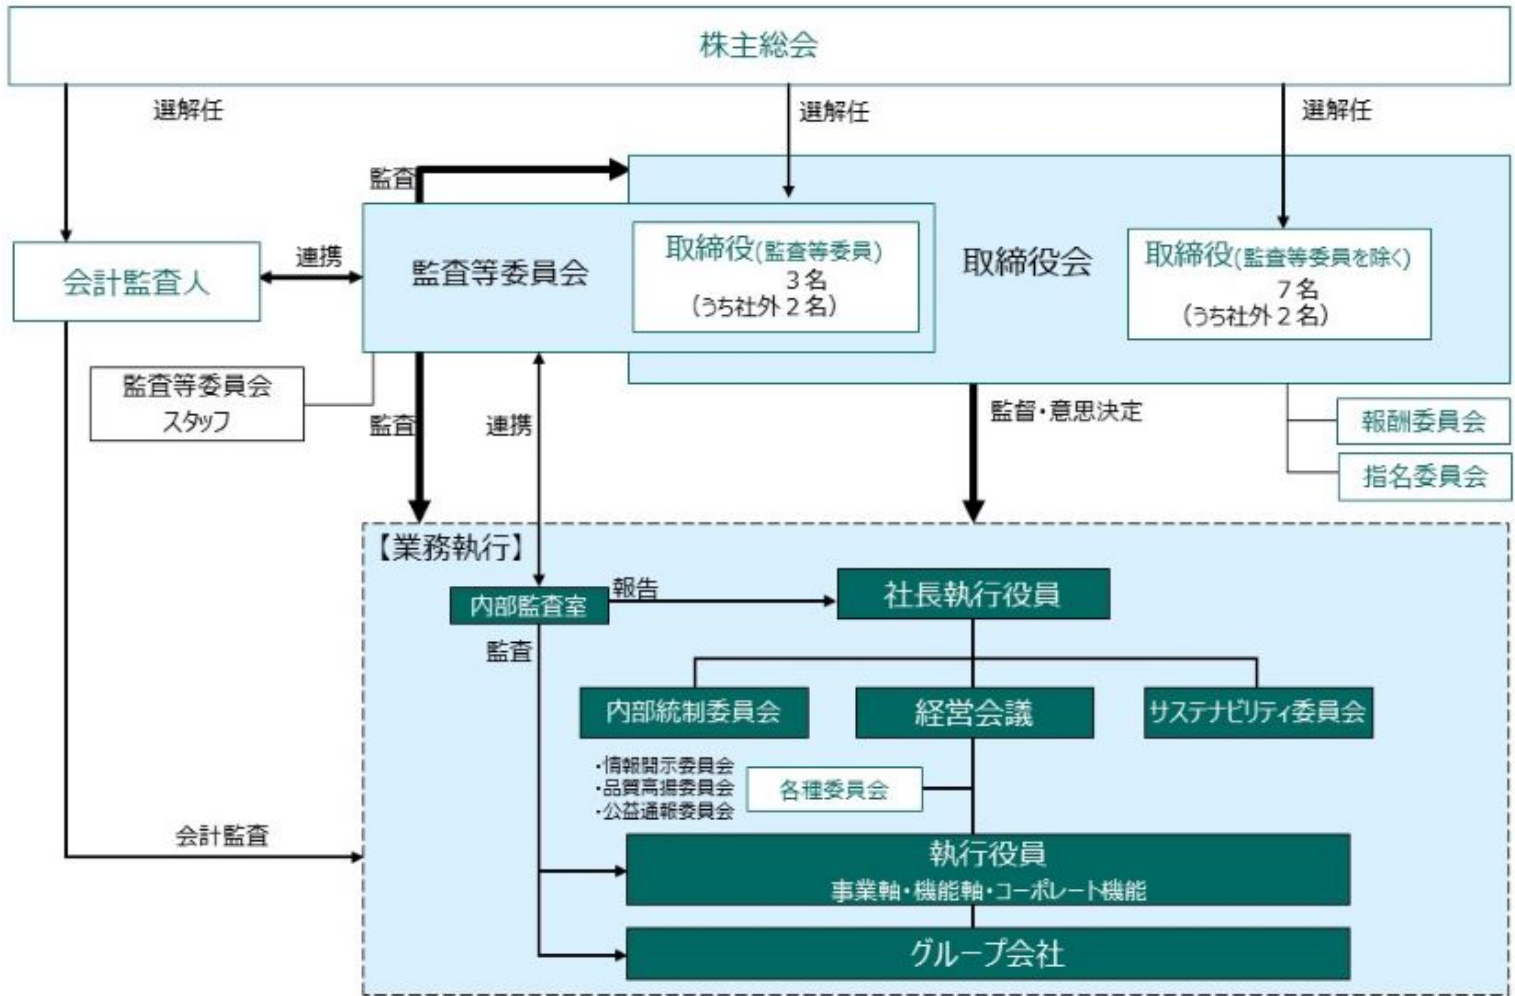 株主総会
選解任
選解任
選解任
監査
会計監査人
連携
監査等委員会
取締役(監査等委員)
3名
(うち社外2名)
取締役会
取締役(監査等委員を除く)
7名
(うち社外2名)
監査等委員会
スタッフ
監査
連携
監督・意思決定
報酬委員会
指名委員会
【業務執行】
内部監査室
報告
社長執行役員
監査
内部統制委員会
経営会議
サステナビリティ委員会
・情報開示委員会
・品質高揚委員会
・公益通報委員会
各種委員会
会計監査
執行役員
事業軸・機能軸・コーポレート機能
グループ会社